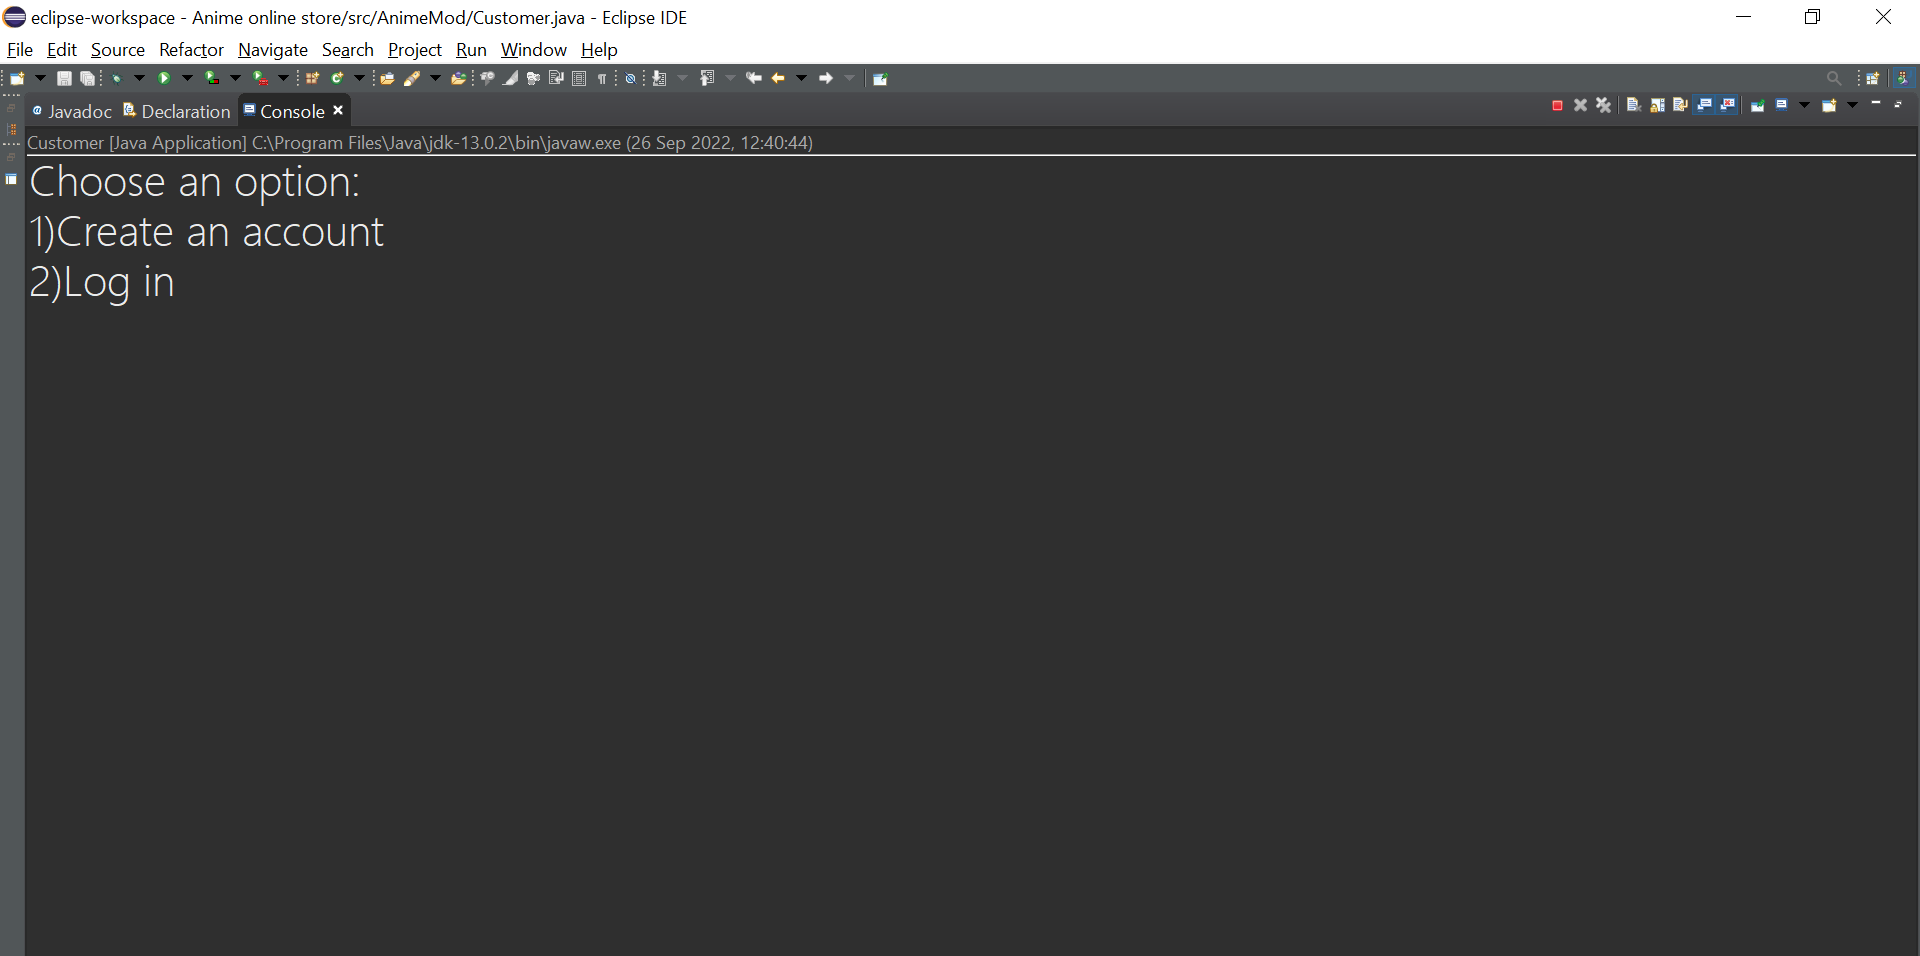 eclipse-workspace - Anime online store/src/AnimeMod/Customer.java - Eclipse IDE
File Edit Source Refactor Navigate Search Project Run Window Help
Javadoc Declaration Console
Customer [Java Application] C:\Program Files\Java\jdk-13.0.2\bin\javaw.exe (26 Sep 2022, 12:40:44)
Choose an option:
1)Create an account
2)Log in